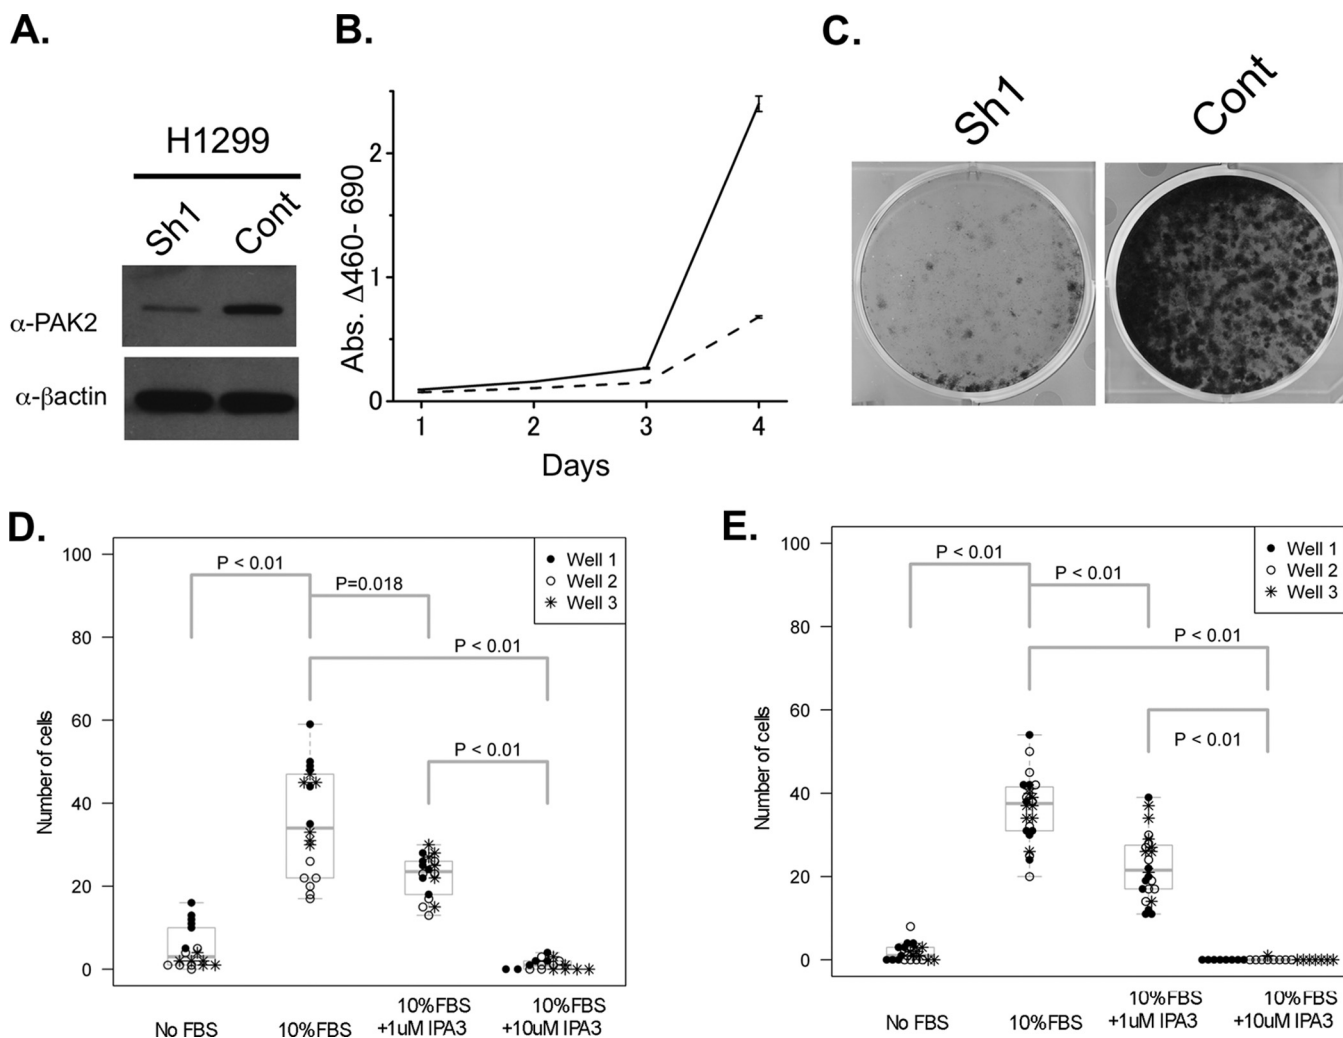 A.
H1299
Sh1 Cont
α-PAK2
α-βactin
B.
Abs. Δ460- 690
2
1
0
1 2 3 4
Days
C.
Sh1 Cont
D.
Number of cells
100
80
60
40
20
0
P < 0.01
P=0.018
P < 0.01
P < 0.01
Well 1
Well 2
Well 3
No FBS
10%FBS
10%FBS
+1uM IPA3
10%FBS
+10uM IPA3
E.
Number of cells
100
80
60
40
20
0
P < 0.01
P < 0.01
P < 0.01
P < 0.01
Well 1
Well 2
Well 3
No FBS
10%FBS
10%FBS
+1uM IPA3
10%FBS
+10uM IPA3